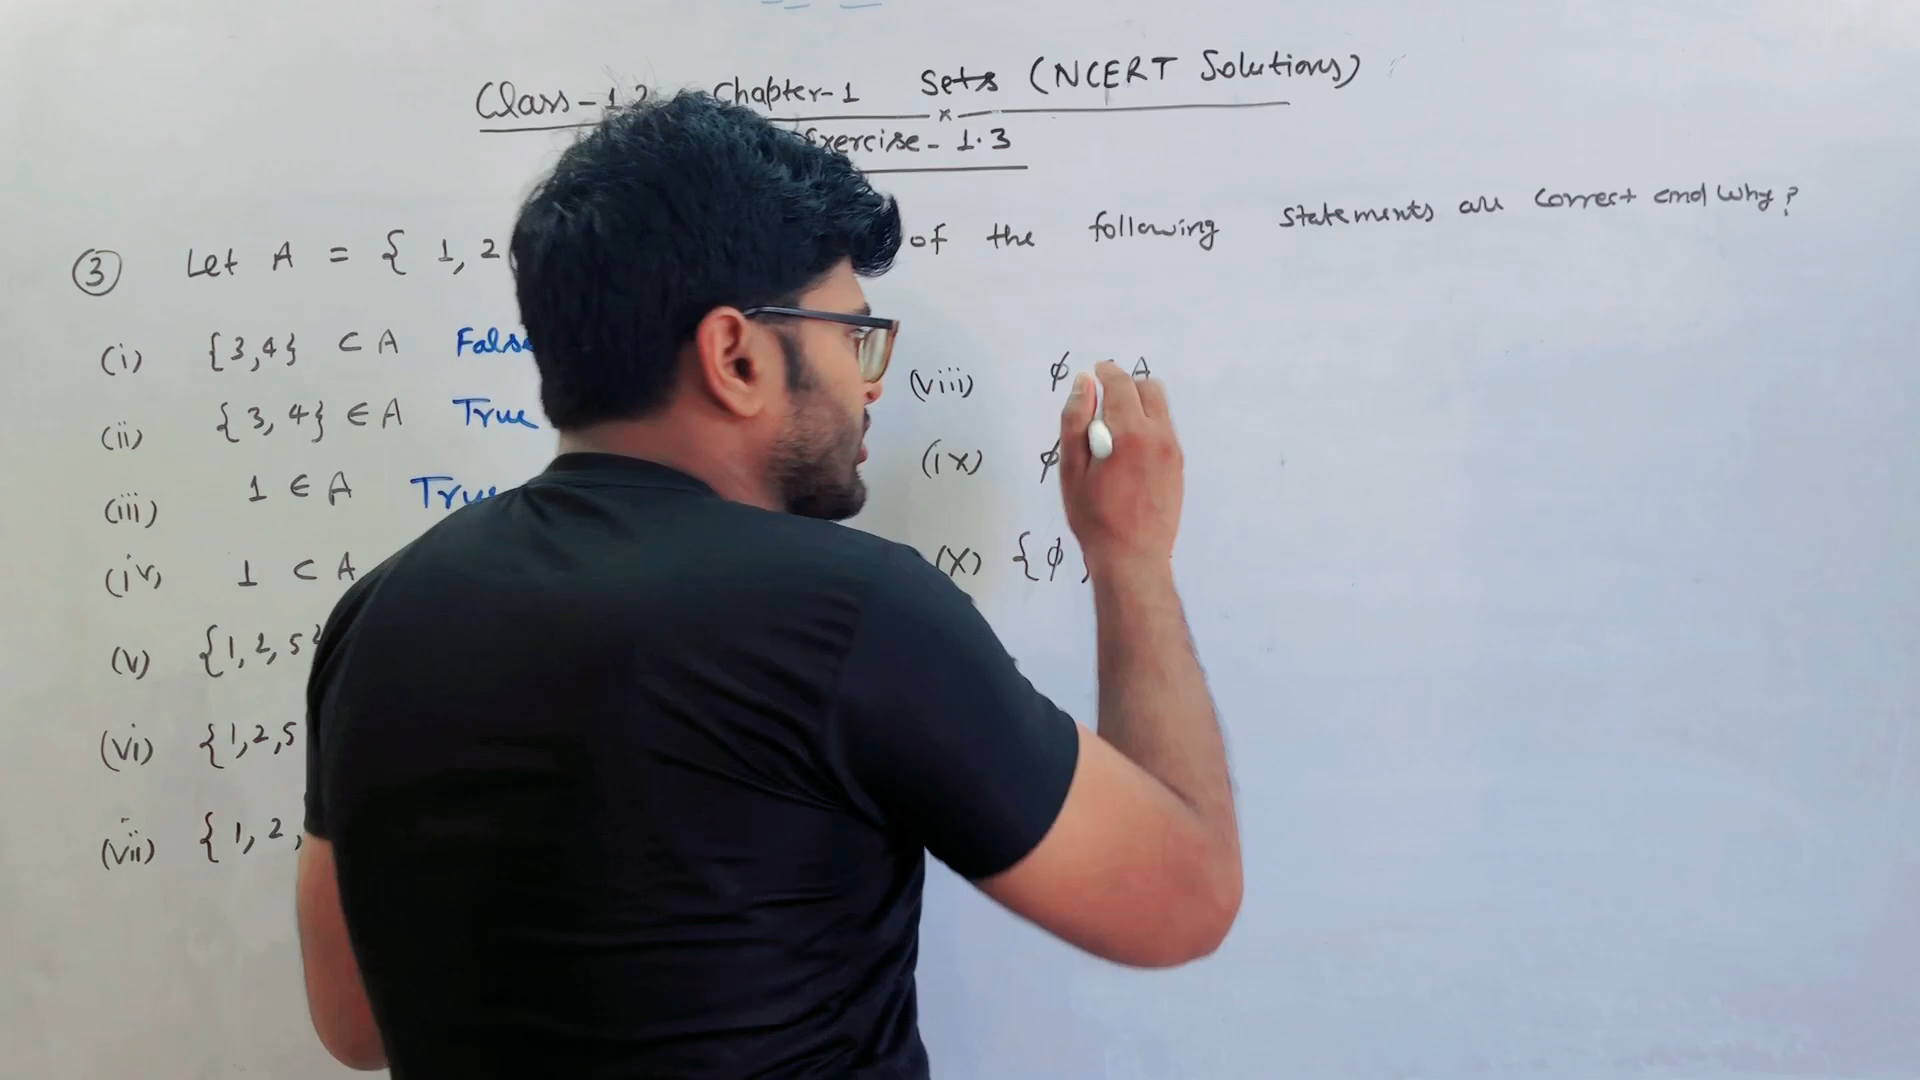 Class- Chapter-1 Sets (NCERT Solutions)
Exercise - 1.3
③ Let A = { 1, 2 of the following statements are correct and why?
(i) {3,4} ⊂ A False
(ii) {3, 4} ∈ A True
(iii) 1 ∈ A True
(iv) 1 ⊂ A
(v) {1, 2, 5
(vi) {1,2,5
(vii) { 1, 2,
(viii) ϕ A
(ix) ϕ
(x) {ϕ